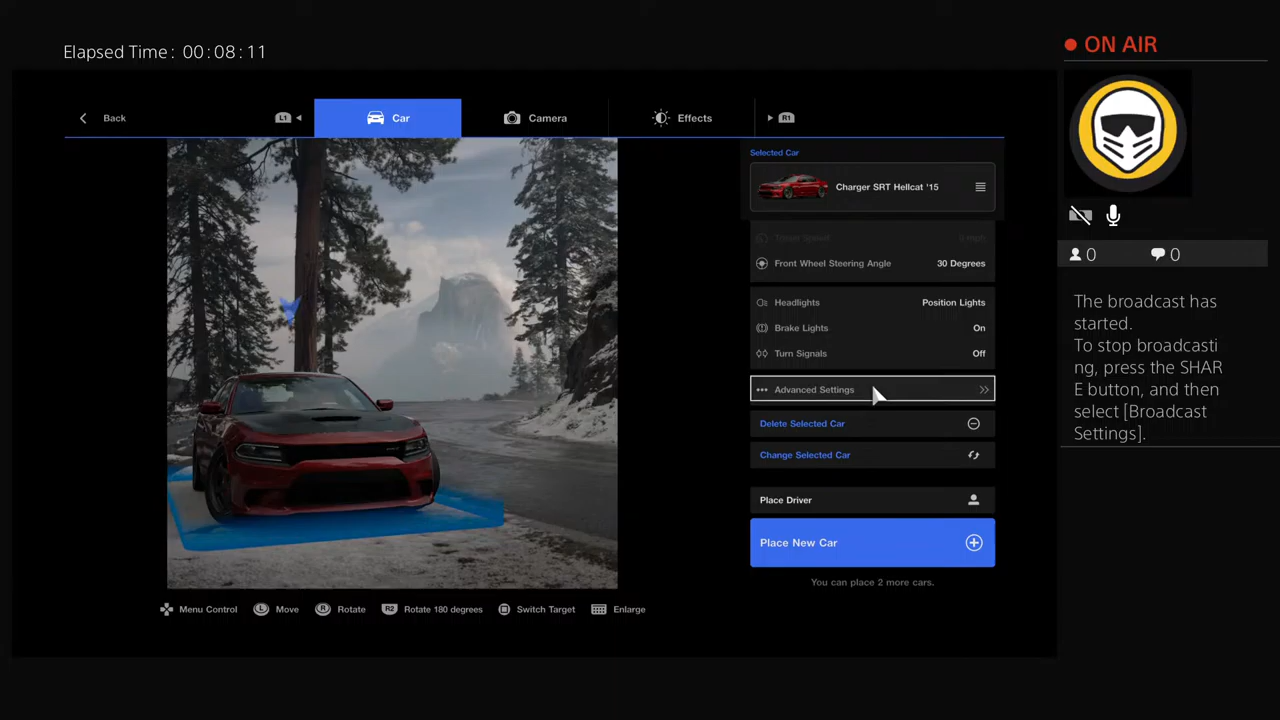 Elapsed Time: 00:08:11
ON AIR
Back
L1
Car
Camera
Effects
R1
Selected Car
Charger SRT Hellcat '15
Front Wheel Steering Angle 30 Degrees
Headlights Position Lights
Brake Lights On
Turn Signals Off
Advanced Settings
Delete Selected Car
Change Selected Car
Place Driver
Place New Car
You can place 2 more cars.
Menu Control
L Move
R Rotate
R2 Rotate 180 degrees
Switch Target
Enlarge
0
0
The broadcast has
started.
To stop broadcasti
ng, press the SHAR
E button, and then
select [Broadcast
Settings].